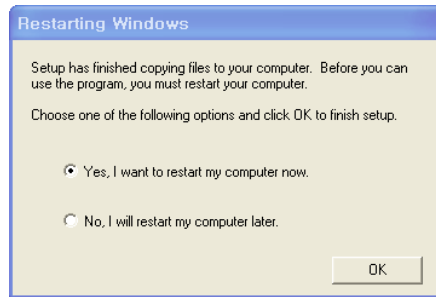 Restarting Windows
Setup has finished copying files to your computer. Before you can
use the program, you must restart your computer.
Choose one of the following options and click OK to finish setup.
Yes, I want to restart my computer now.
No, I will restart my computer later.
OK